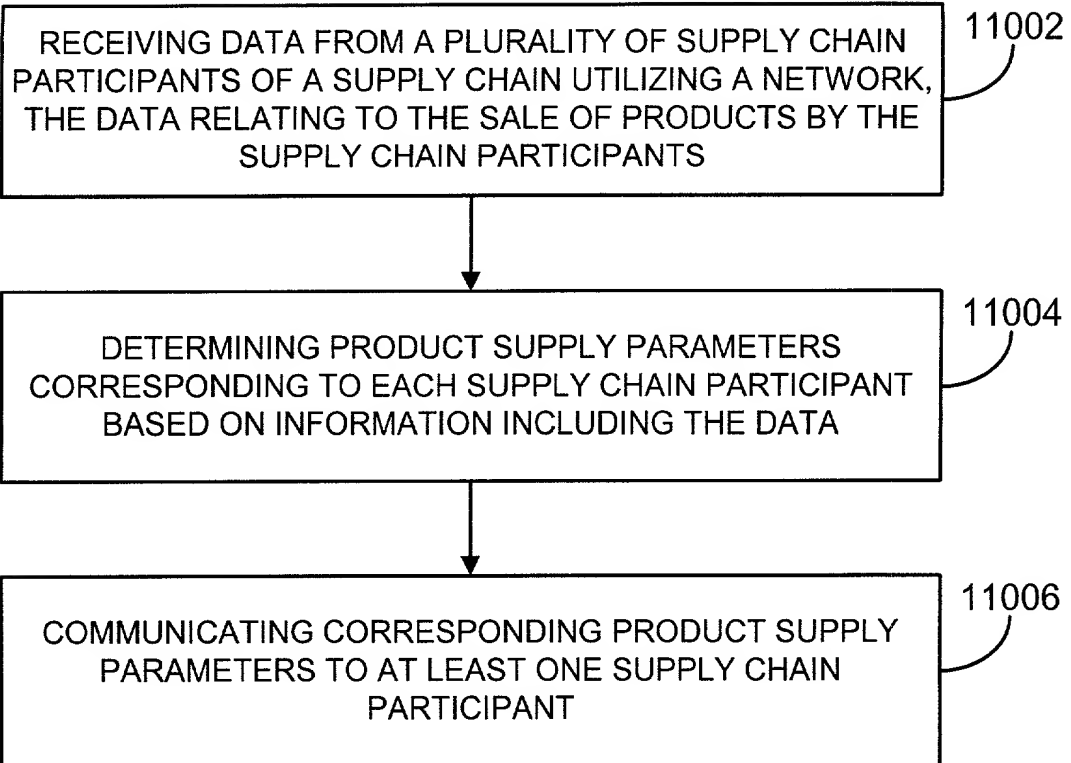 11002
RECEIVING DATA FROM A PLURALITY OF SUPPLY CHAIN
PARTICIPANTS OF A SUPPLY CHAIN UTILIZING A NETWORK,
THE DATA RELATING TO THE SALE OF PRODUCTS BY THE
SUPPLY CHAIN PARTICIPANTS
11004
DETERMINING PRODUCT SUPPLY PARAMETERS
CORRESPONDING TO EACH SUPPLY CHAIN PARTICIPANT
BASED ON INFORMATION INCLUDING THE DATA
11006
COMMUNICATING CORRESPONDING PRODUCT SUPPLY
PARAMETERS TO AT LEAST ONE SUPPLY CHAIN
PARTICIPANT